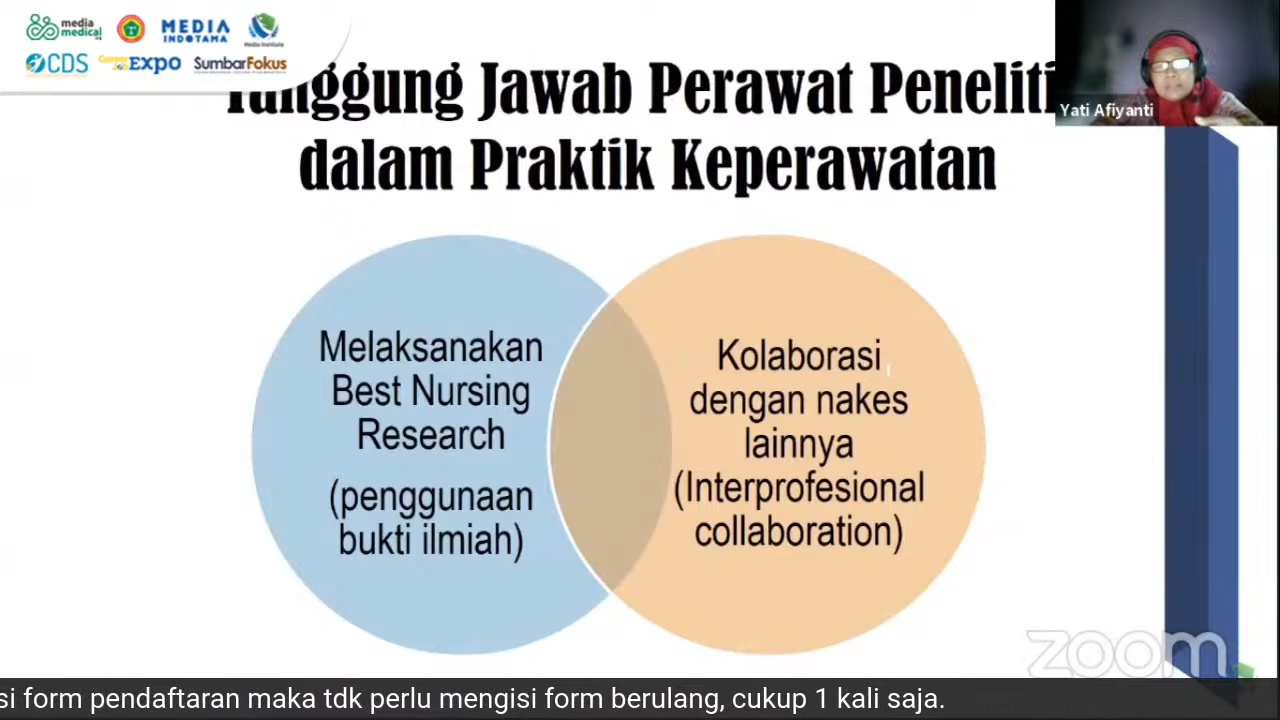 media
medical
MEDIA
INDOTAMA
Media Institute
CDS
Expo
SumbarFokus
Tanggung Jawab Perawat Peneliti
dalam Praktik Keperawatan
Yati Afiyanti
Melaksanakan
Best Nursing
Research
(penggunaan
bukti ilmiah)
Kolaborasi
dengan nakes
lainnya
(Interprofesional
collaboration)
zoom
si form pendaftaran maka tdk perlu mengisi form berulang, cukup 1 kali saja.